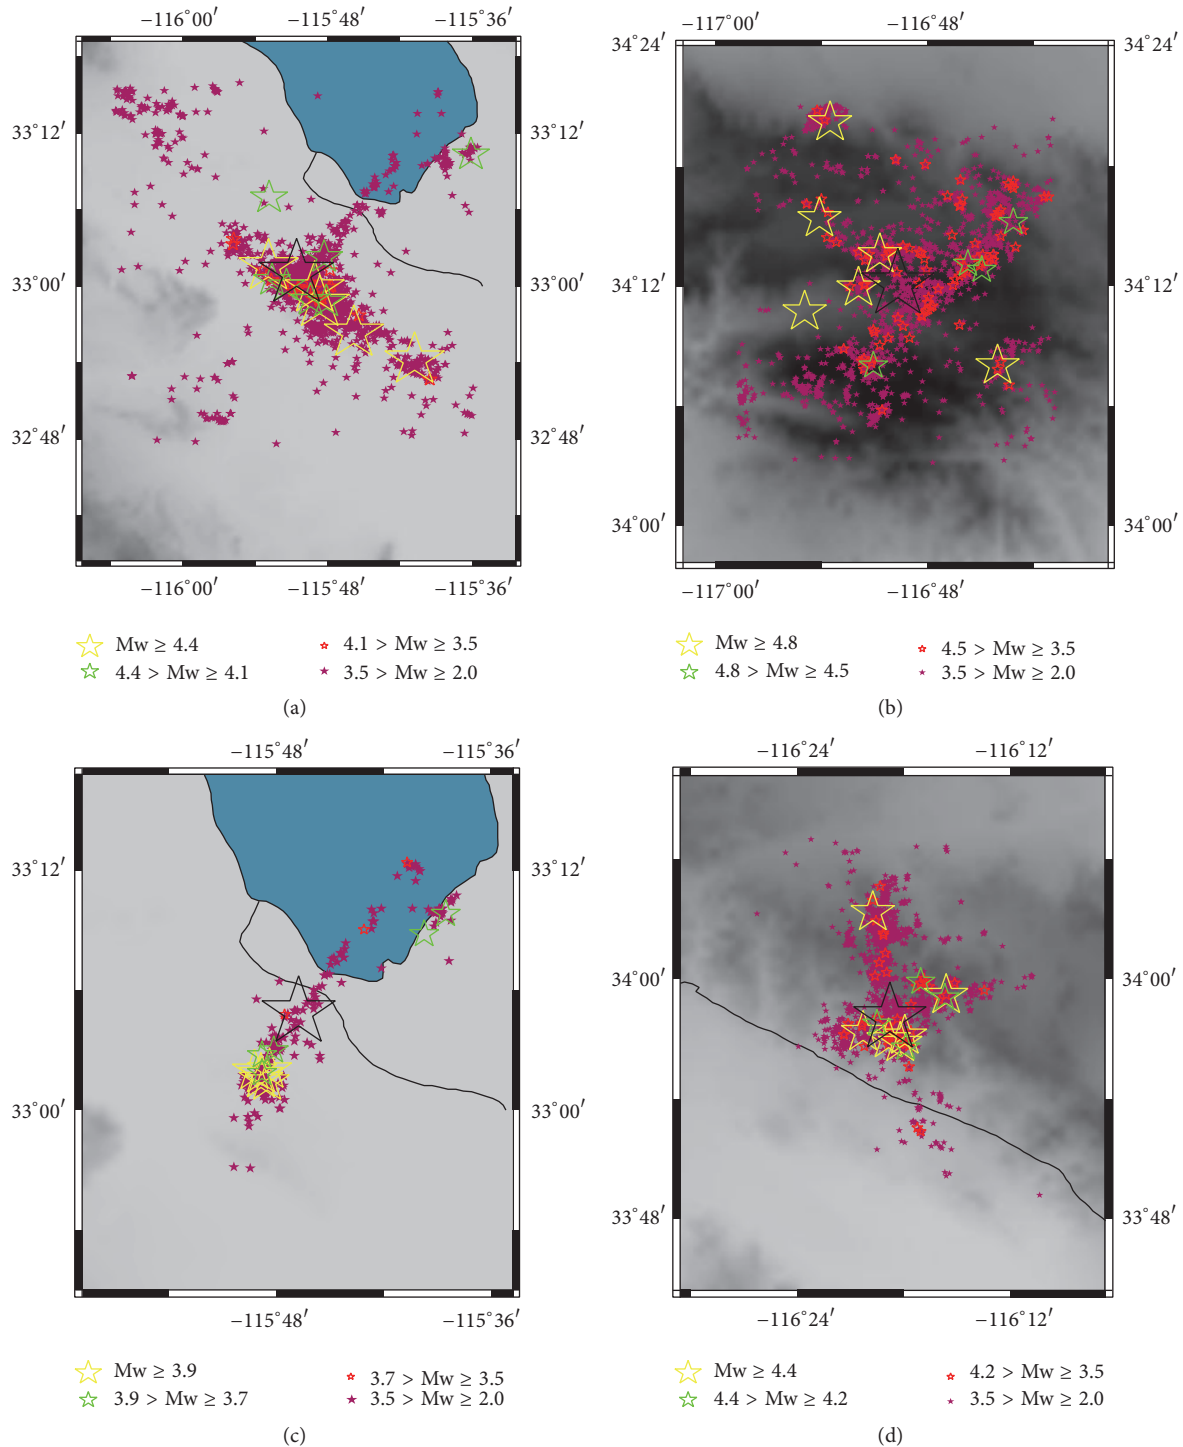 −116°00′ −115°48′ −115°36′
33°12′ 33°12′
33°00′ 33°00′
32°48′ 32°48′
−116°00′ −115°48′ −115°36′
Mw ≥ 4.4
4.4 > Mw ≥ 4.1
4.1 > Mw ≥ 3.5
3.5 > Mw ≥ 2.0
(a)
−117°00′ −116°48′
34°24′ 34°24′
34°12′ 34°12′
34°00′ 34°00′
−117°00′ −116°48′
Mw ≥ 4.8
4.8 > Mw ≥ 4.5
4.5 > Mw ≥ 3.5
3.5 > Mw ≥ 2.0
(b)
−115°48′ −115°36′
33°12′ 33°12′
33°00′ 33°00′
−115°48′ −115°36′
Mw ≥ 3.9
3.9 > Mw ≥ 3.7
3.7 > Mw ≥ 3.5
3.5 > Mw ≥ 2.0
(c)
−116°24′ −116°12′
34°00′ 34°00′
33°48′ 33°48′
−116°24′ −116°12′
Mw ≥ 4.4
4.4 > Mw ≥ 4.2
4.2 > Mw ≥ 3.5
3.5 > Mw ≥ 2.0
(d)